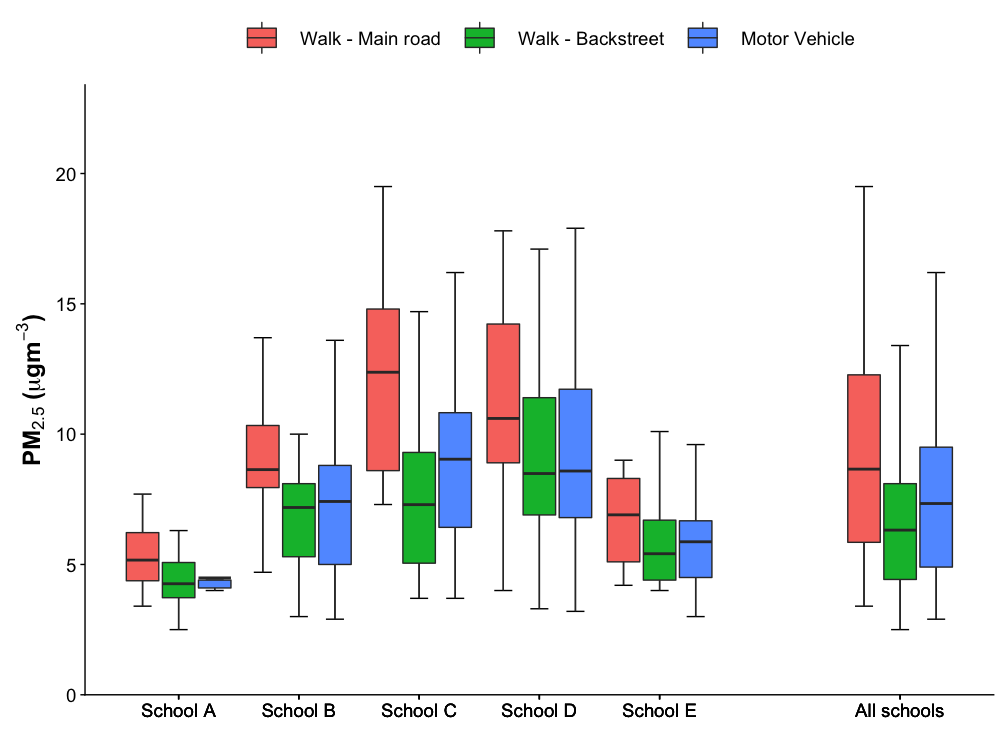 Walk - Main road Walk - Backstreet Motor Vehicle
20
15
10
5
0
PM2.5 (μgm−3)
School A School B School C School D School E All schools